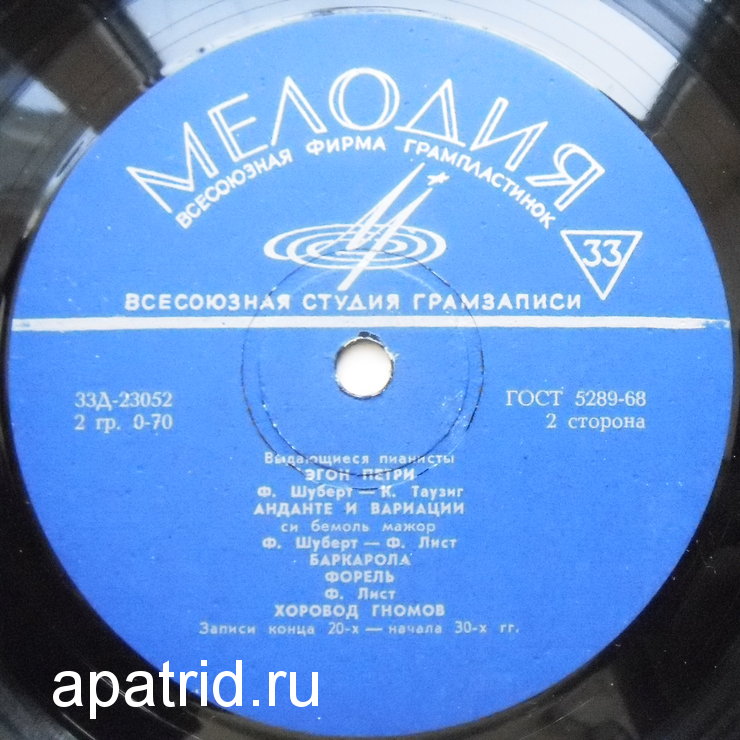 МЕЛОДИЯ
ВСЕСОЮЗНАЯ ФИРМА ГРАМПЛАСТИНОК
33
ВСЕСОЮЗНАЯ СТУДИЯ ГРАМЗАПИСИ
33Д-23052
2 гр. 0-70
ГОСТ 5289-68
2 сторона
Выдающиеся пианисты
ЭГОН ПЕТРИ
Ф. Шуберт — К. Таузиг
АНДАНТЕ И ВАРИАЦИИ
си бемоль мажор
Ф. Шуберт — Ф. Лист
БАРКАРОЛА
ФОРЕЛЬ
Ф. Лист
ХОРОВОД ГНОМОВ
Записи конца 20-х — начала 30-х гг.
apatrid.ru